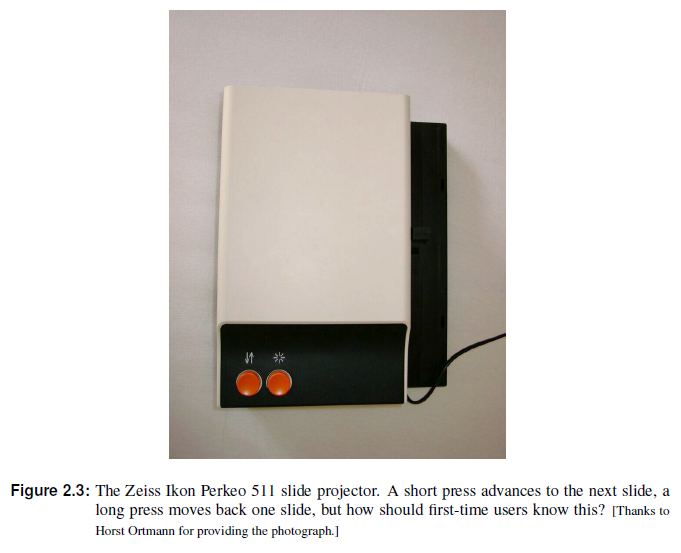 Figure 2.3: The Zeiss Ikon Perkeo 511 slide projector. A short press advances to the next slide, a
long press moves back one slide, but how should first-time users know this? [Thanks to
Horst Ortmann for providing the photograph.]